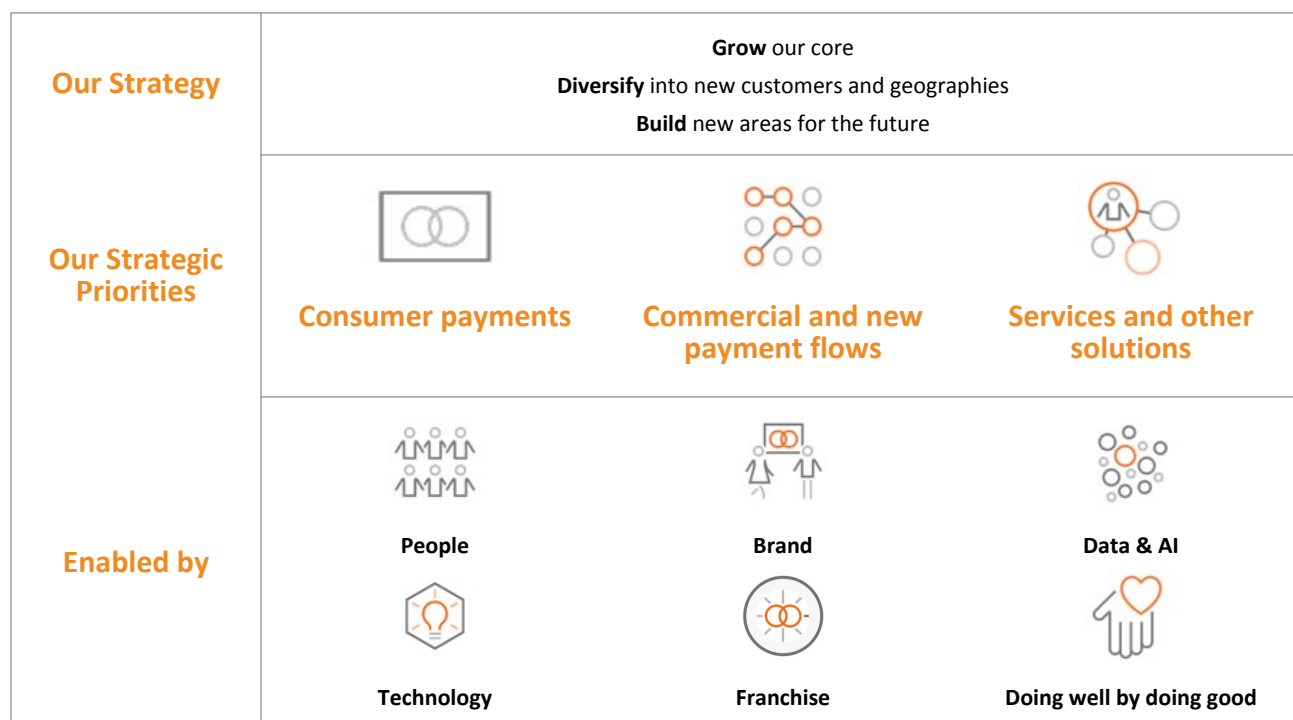 Our Strategy
Grow our core
Diversify into new customers and geographies
Build new areas for the future
Our Strategic
Priorities
Consumer payments
Commercial and new
payment flows
Services and other
solutions
Enabled by
People
Brand
Data & AI
Technology
Franchise
Doing well by doing good